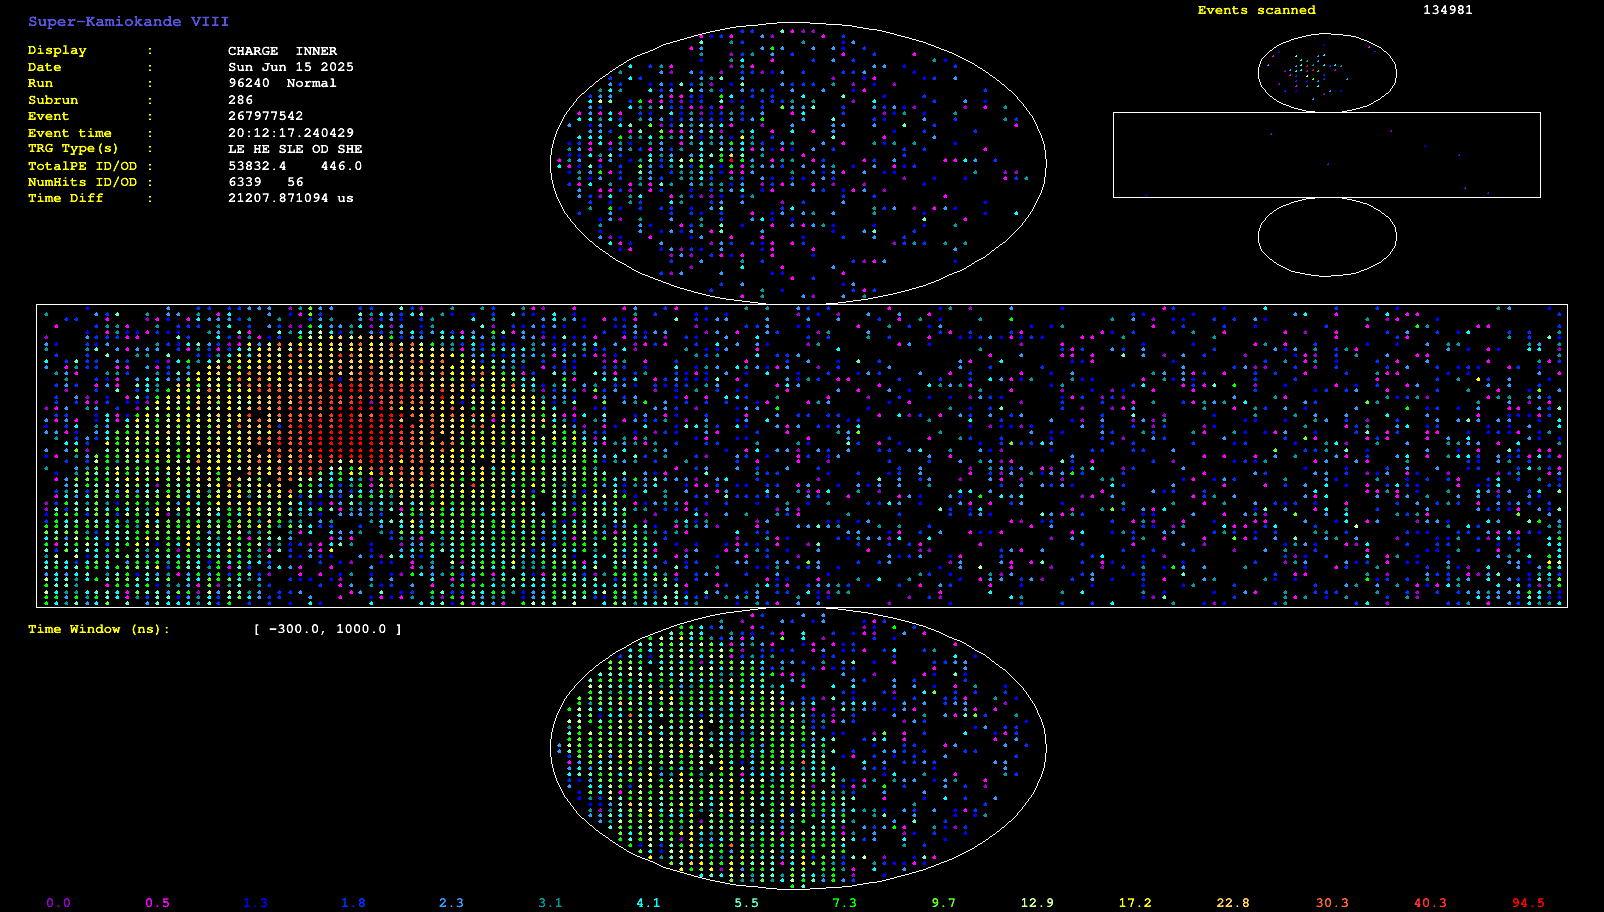 Super-Kamiokande VIII
Events scanned 134981
Display : CHARGE INNER
Date : Sun Jun 15 2025
Run : 96240 Normal
Subrun : 286
Event : 267977542
Event time : 20:12:17.240429
TRG Type(s) : LE HE SLE OD SHE
TotalPE ID/OD : 53832.4 446.0
NumHits ID/OD : 6339 56
Time Diff : 21207.871094 us
Time Window (ns): [ -300.0, 1000.0 ]
0.0 0.5 1.3 1.8 2.3 3.1 4.1 5.5 7.3 9.7 12.9 17.2 22.8 30.3 40.3 94.5